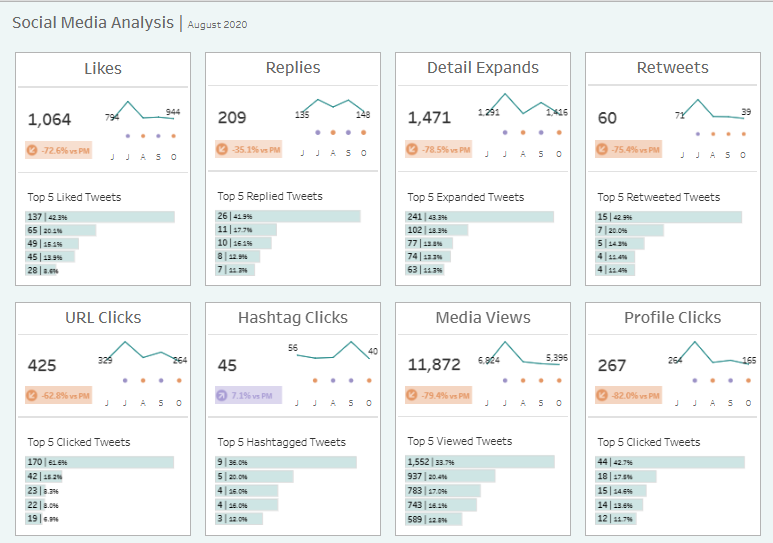 Social Media Analysis | August 2020
Likes
794 944
1,064
-72.6% vs PM
J J A S O
Top 5 Liked Tweets
137 | 42.3%
65 | 20.1%
49 | 15.1%
45 | 13.9%
28 | 8.6%
Replies
135 148
209
-35.1% vs PM
J J A S O
Top 5 Replied Tweets
26 | 41.9%
11 | 17.7%
10 | 16.1%
8 | 12.9%
7 | 11.3%
Detail Expands
1,291 1,416
1,471
-78.5% vs PM
J J A S O
Top 5 Expanded Tweets
241 | 43.3%
102 | 18.3%
77 | 13.8%
74 | 13.3%
63 | 11.3%
Retweets
71 39
60
-75.4% vs PM
J J A S O
Top 5 Retweeted Tweets
15 | 42.9%
7 | 20.0%
5 | 14.3%
4 | 11.4%
4 | 11.4%
URL Clicks
329 264
425
-62.8% vs PM
J J A S O
Top 5 Clicked Tweets
170 | 61.6%
42 | 15.2%
23 | 8.3%
22 | 8.0%
19 | 6.9%
Hashtag Clicks
56 40
45
7.1% vs PM
J J A S O
Top 5 Hashtagged Tweets
9 | 36.0%
5 | 20.0%
4 | 16.0%
4 | 16.0%
3 | 12.0%
Media Views
6,824 5,396
11,872
-79.4% vs PM
J J A S O
Top 5 Viewed Tweets
1,552 | 33.7%
937 | 20.4%
783 | 17.0%
743 | 16.1%
589 | 12.8%
Profile Clicks
264 165
267
-82.0% vs PM
J J A S O
Top 5 Clicked Tweets
44 | 42.7%
18 | 17.5%
15 | 14.6%
14 | 13.6%
12 | 11.7%